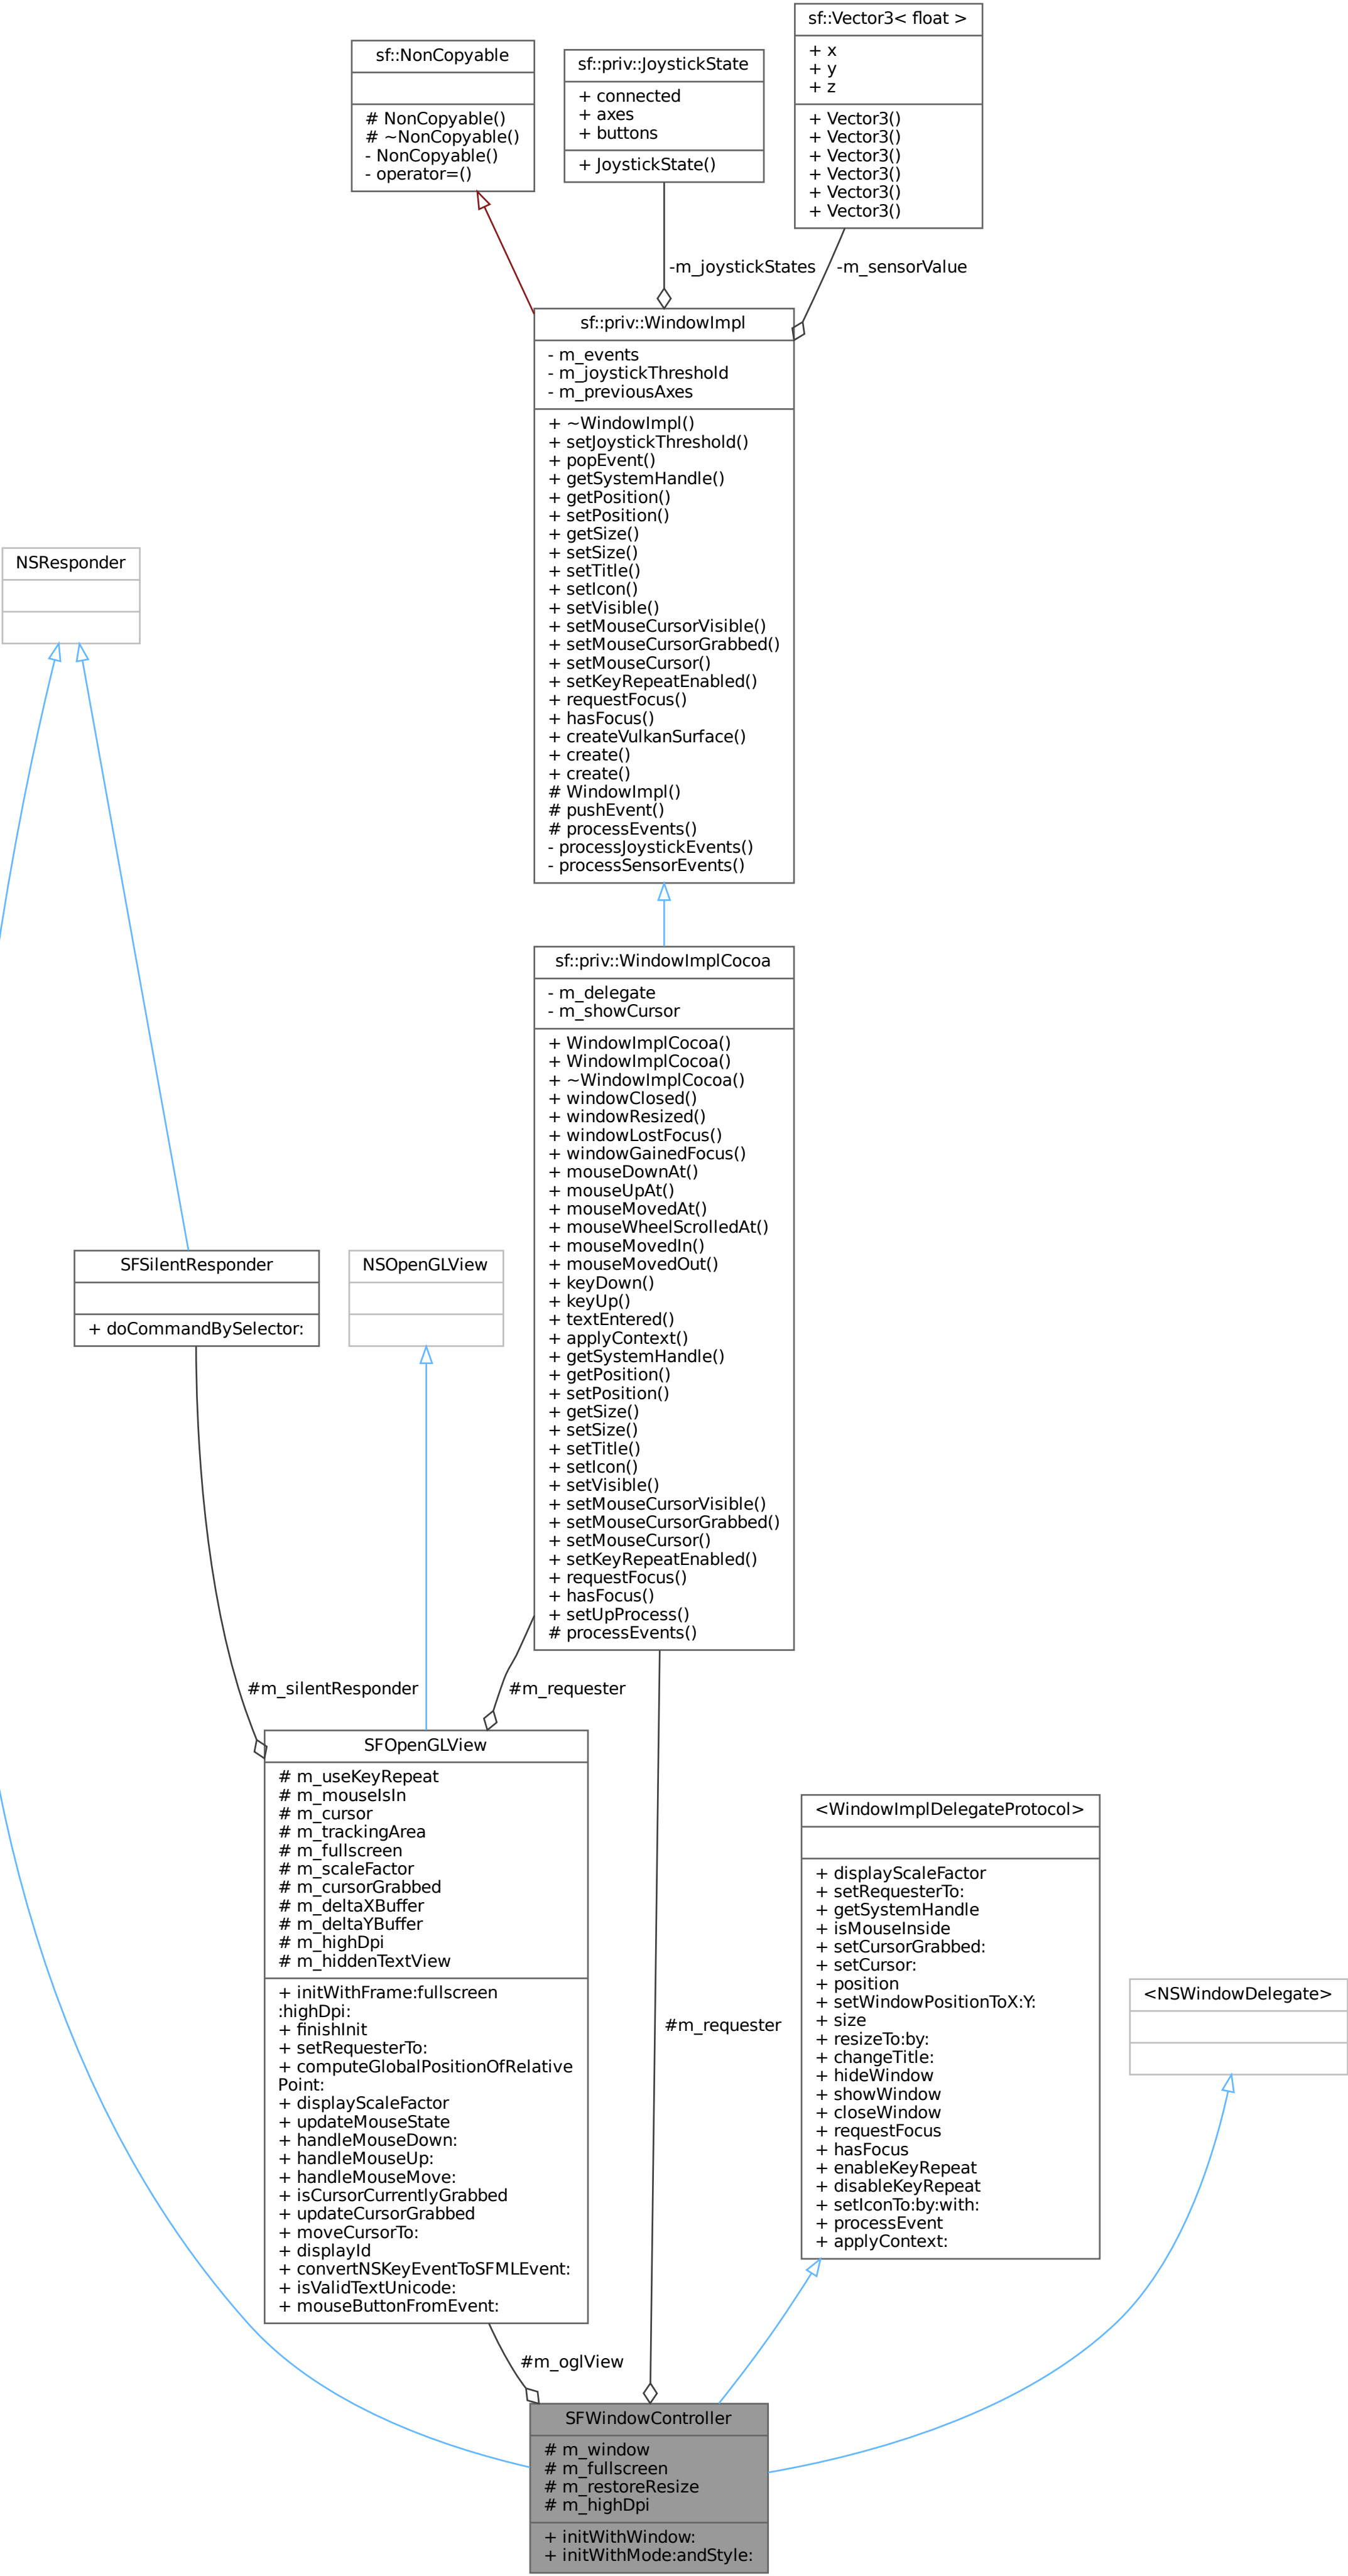 sf::Vector3< float >
+ x
+ y
+ z
+ Vector3()
+ Vector3()
+ Vector3()
+ Vector3()
+ Vector3()
+ Vector3()
sf::NonCopyable
# NonCopyable()
# ~NonCopyable()
- NonCopyable()
- operator=()
sf::priv::JoystickState
+ connected
+ axes
+ buttons
+ JoystickState()
-m_joystickStates
-m_sensorValue
sf::priv::WindowImpl
- m_events
- m_joystickThreshold
- m_previousAxes
+ ~WindowImpl()
+ setJoystickThreshold()
+ popEvent()
+ getSystemHandle()
+ getPosition()
+ setPosition()
+ getSize()
+ setSize()
+ setTitle()
+ setIcon()
+ setVisible()
+ setMouseCursorVisible()
+ setMouseCursorGrabbed()
+ setMouseCursor()
+ setKeyRepeatEnabled()
+ requestFocus()
+ hasFocus()
+ createVulkanSurface()
+ create()
+ create()
# WindowImpl()
# pushEvent()
# processEvents()
- processJoystickEvents()
- processSensorEvents()
NSResponder
sf::priv::WindowImplCocoa
- m_delegate
- m_showCursor
+ WindowImplCocoa()
+ WindowImplCocoa()
+ ~WindowImplCocoa()
+ windowClosed()
+ windowResized()
+ windowLostFocus()
+ windowGainedFocus()
+ mouseDownAt()
+ mouseUpAt()
+ mouseMovedAt()
+ mouseWheelScrolledAt()
+ mouseMovedIn()
+ mouseMovedOut()
+ keyDown()
+ keyUp()
+ textEntered()
+ applyContext()
+ getSystemHandle()
+ getPosition()
+ setPosition()
+ getSize()
+ setSize()
+ setTitle()
+ setIcon()
+ setVisible()
+ setMouseCursorVisible()
+ setMouseCursorGrabbed()
+ setMouseCursor()
+ setKeyRepeatEnabled()
+ requestFocus()
+ hasFocus()
+ setUpProcess()
# processEvents()
SFSilentResponder
+ doCommandBySelector:
NSOpenGLView
#m_silentResponder
#m_requester
SFOpenGLView
# m_useKeyRepeat
# m_mouseIsIn
# m_cursor
# m_trackingArea
# m_fullscreen
# m_scaleFactor
# m_cursorGrabbed
# m_deltaXBuffer
# m_deltaYBuffer
# m_highDpi
# m_hiddenTextView
+ initWithFrame:fullscreen
:highDpi:
+ finishInit
+ setRequesterTo:
+ computeGlobalPositionOfRelative
Point:
+ displayScaleFactor
+ updateMouseState
+ handleMouseDown:
+ handleMouseUp:
+ handleMouseMove:
+ isCursorCurrentlyGrabbed
+ updateCursorGrabbed
+ moveCursorTo:
+ displayId
+ convertNSKeyEventToSFMLEvent:
+ isValidTextUnicode:
+ mouseButtonFromEvent:
#m_requester
<WindowImplDelegateProtocol>
+ displayScaleFactor
+ setRequesterTo:
+ getSystemHandle
+ isMouseInside
+ setCursorGrabbed:
+ setCursor:
+ position
+ setWindowPositionToX:Y:
+ size
+ resizeTo:by:
+ changeTitle:
+ hideWindow
+ showWindow
+ closeWindow
+ requestFocus
+ hasFocus
+ enableKeyRepeat
+ disableKeyRepeat
+ setIconTo:by:with:
+ processEvent
+ applyContext:
<NSWindowDelegate>
#m_oglView
SFWindowController
# m_window
# m_fullscreen
# m_restoreResize
# m_highDpi
+ initWithWindow:
+ initWithMode:andStyle: